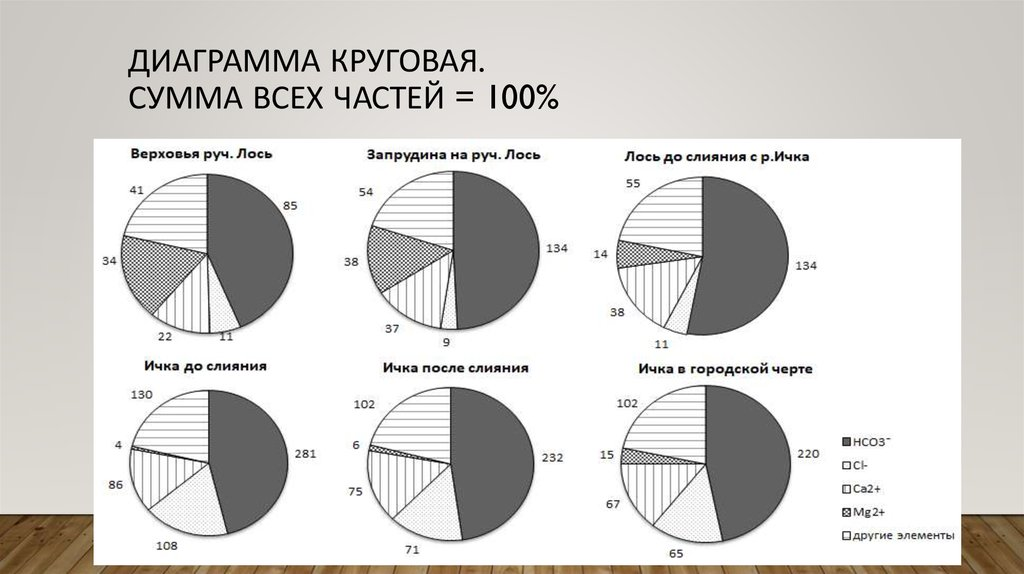 ДИАГРАММА КРУГОВАЯ.
СУММА ВСЕХ ЧАСТЕЙ = 100%
Верховья руч. Лось
41
85
34
22
11
Запрудина на руч. Лось
54
134
38
37
9
Лось до слияния с р.Ичка
55
14
134
38
11
Ичка до слияния
130
4
281
86
108
Ичка после слияния
102
6
232
75
71
Ичка в городской черте
102
15
220
67
65
HCO3⁻
Cl-
Ca2+
Mg2+
другие элементы